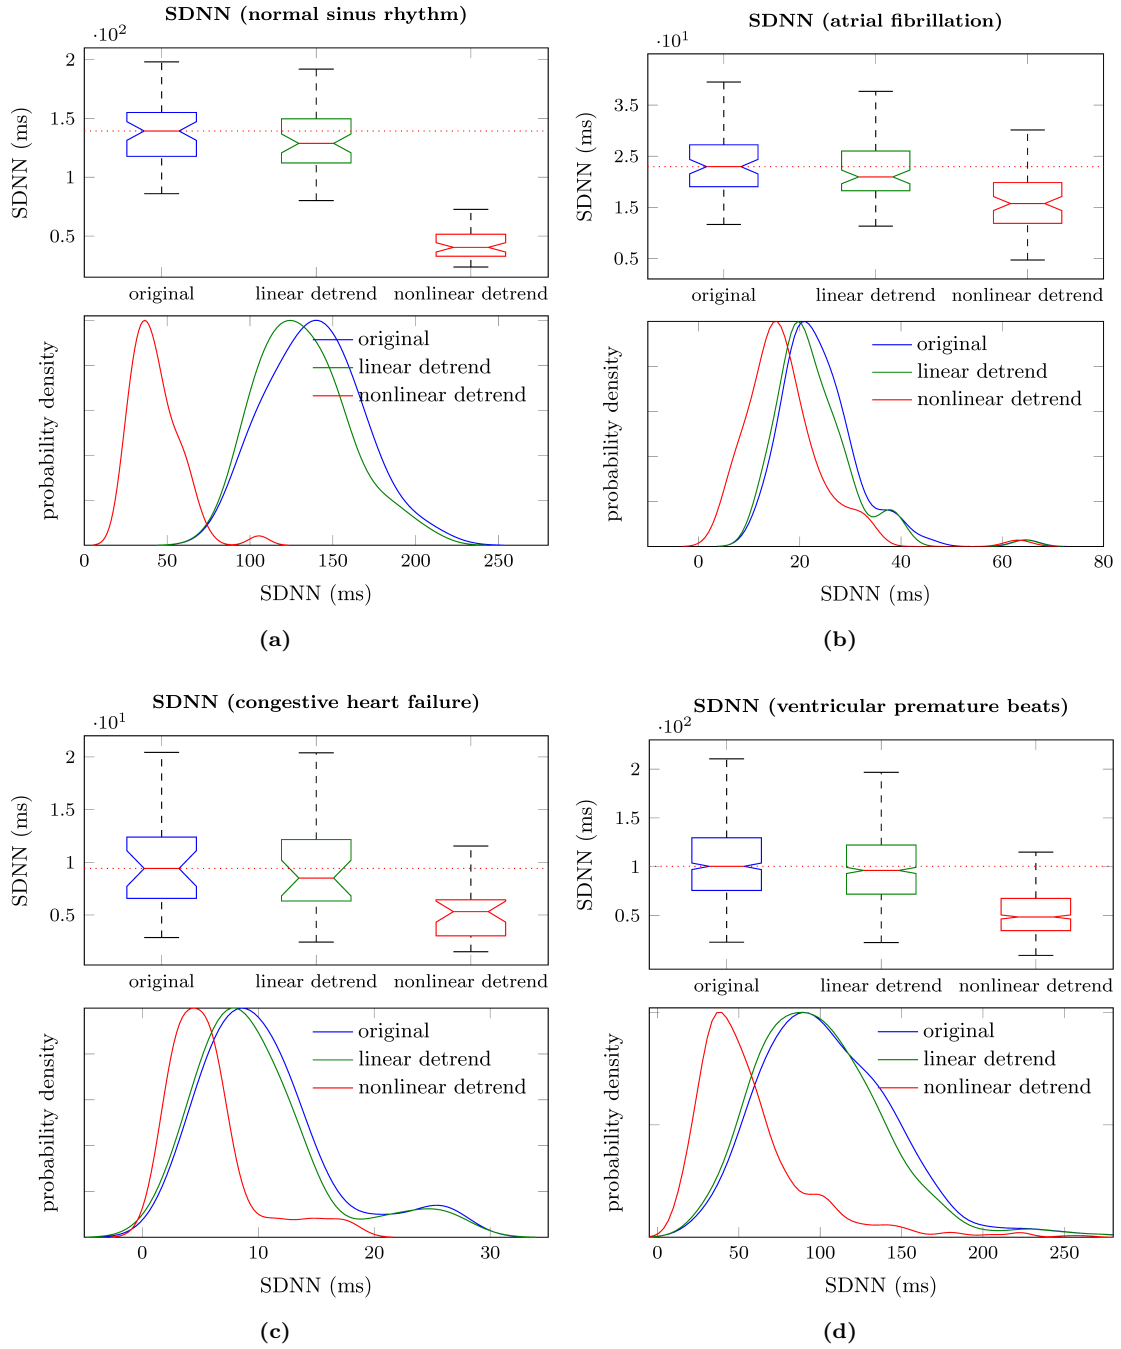 SDNN (normal sinus rhythm)
·10²
2
1.5
1
0.5
SDNN (ms)
original linear detrend nonlinear detrend
original
linear detrend
nonlinear detrend
probability density
0 50 100 150 200 250
SDNN (ms)
(a)
SDNN (atrial fibrillation)
·10¹
3.5
2.5
1.5
0.5
SDNN (ms)
original linear detrend nonlinear detrend
original
linear detrend
nonlinear detrend
probability density
0 20 40 60 80
SDNN (ms)
(b)
SDNN (congestive heart failure)
·10¹
2
1.5
1
0.5
SDNN (ms)
original linear detrend nonlinear detrend
original
linear detrend
nonlinear detrend
probability density
0 10 20 30
SDNN (ms)
(c)
SDNN (ventricular premature beats)
·10²
2
1.5
1
0.5
SDNN (ms)
original linear detrend nonlinear detrend
original
linear detrend
nonlinear detrend
probability density
0 50 100 150 200 250
SDNN (ms)
(d)